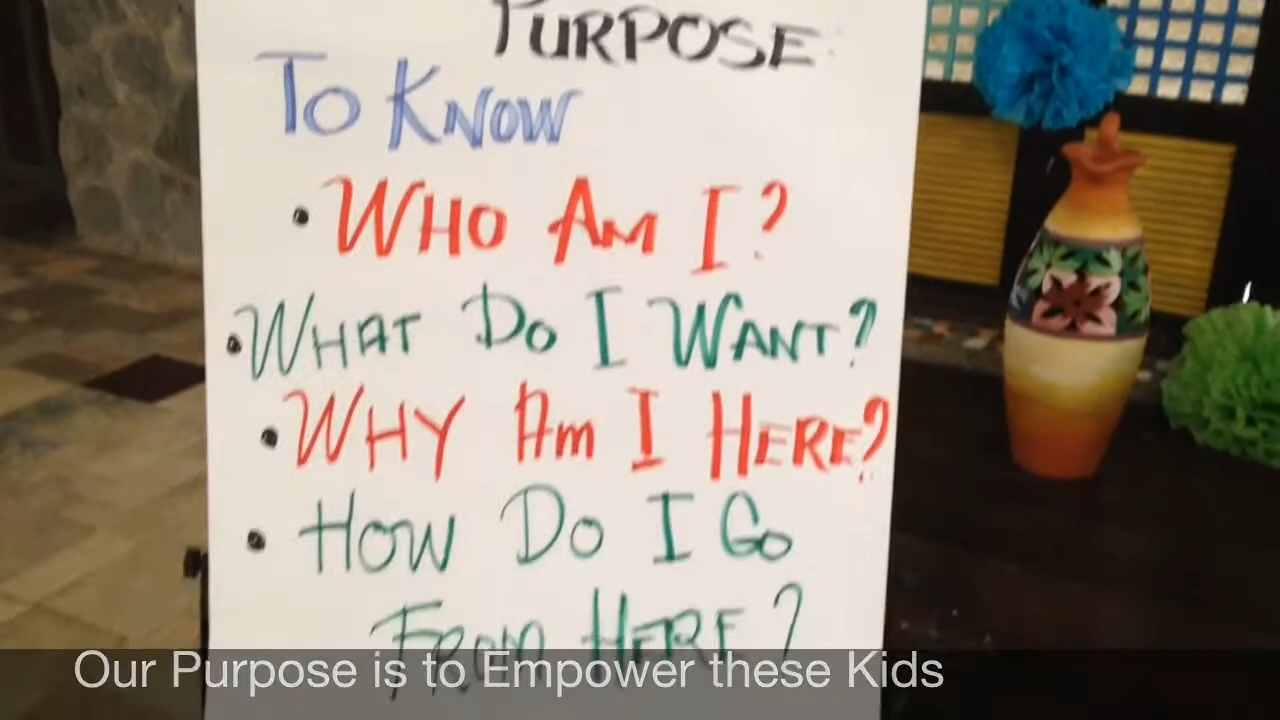 PURPOSE
TO KNOW
• WHO AM I?
• WHAT DO I WANT?
• WHY AM I HERE?
• HOW DO I GO
FROM HERE?
Our Purpose is to Empower these Kids